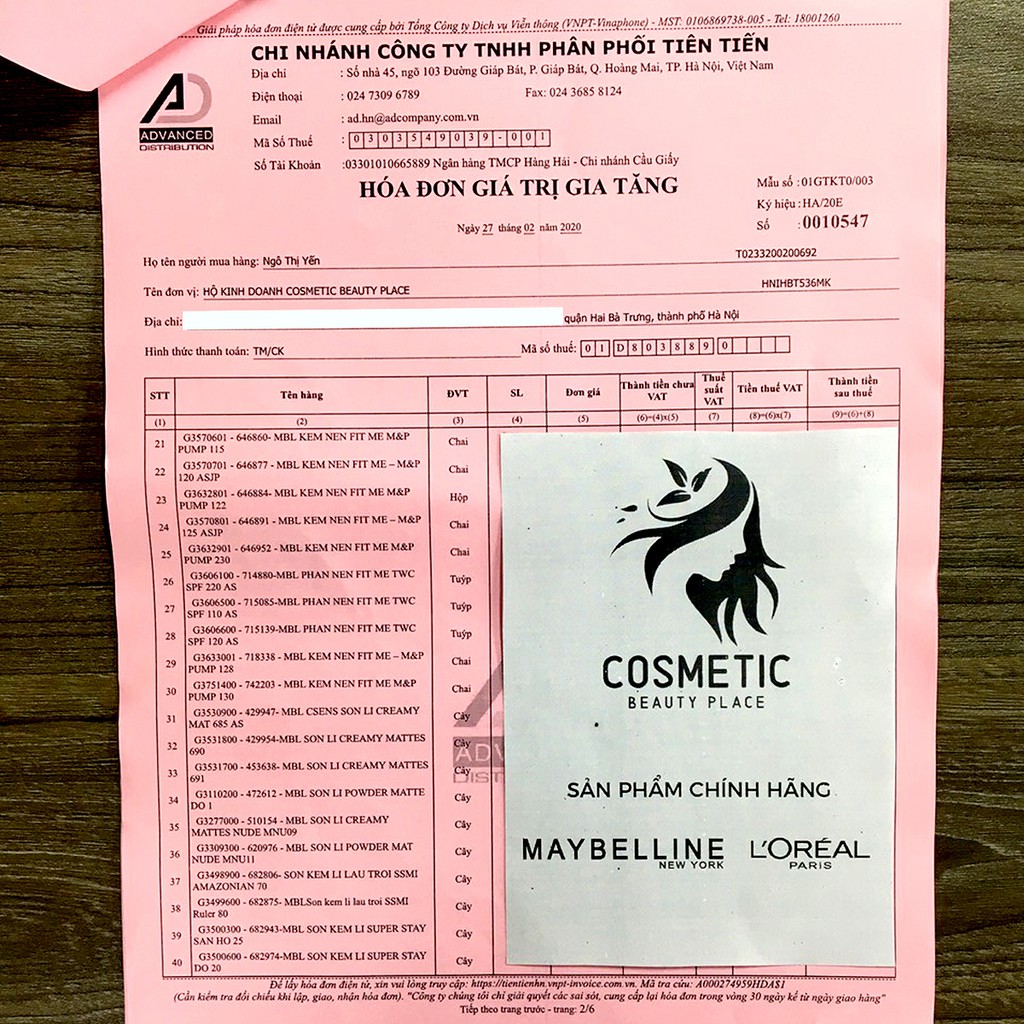 Giải pháp hóa đơn điện tử được cung cấp bởi Tổng Công ty Dịch vụ Viễn thông (VNPT-Vinaphone) - MST: 0106869738-005 - Tel: 18001260
CHI NHÁNH CÔNG TY TNHH PHÂN PHỐI TIÊN TIẾN
Địa chỉ : Số nhà 45, ngõ 103 Đường Giáp Bát, P. Giáp Bát, Q. Hoàng Mai, TP. Hà Nội, Việt Nam
Điện thoại : 024 7309 6789 Fax: 024 3685 8124
Email : ad.hn@adcompany.com.vn
Mã Số Thuế : 0303549039-001
Số Tài Khoản :03301010665889 Ngân hàng TMCP Hàng Hải - Chi nhánh Cầu Giấy
ADVANCED
DISTRIBUTION
HÓA ĐƠN GIÁ TRỊ GIA TĂNG
Mẫu số : 01GTKT0/003
Ký hiệu : HA/20E
Số : 0010547
Ngày 27 tháng 02 năm 2020
Họ tên người mua hàng: Ngô Thị Yến T0233200200692
Tên đơn vị: HỘ KINH DOANH COSMETIC BEAUTY PLACE HNIHBT536MK
Địa chỉ: quận Hai Bà Trưng, thành phố Hà Nội
Hình thức thanh toán: TM/CK Mã số thuế: 01D8038890
STT Tên hàng ĐVT SL Đơn giá Thành tiền chưa VAT Thuế suất VAT Tiền thuế VAT Thành tiền sau thuế
(1) (2) (3) (4) (5) (6)=(4)x(5) (7) (8)=(6)x(7) (9)=(6)+(8)
21 G3570601 - 646860- MBL KEM NEN FIT ME M&P PUMP 115 Chai
22 G3570701 - 646877 - MBL KEM NEN FIT ME – M&P 120 ASJP Chai
23 G3632801 - 646884- MBL KEM NEN FIT ME M&P PUMP 122 Hộp
24 G3570801 - 646891 - MBL KEM NEN FIT ME – M&P 125 ASJP Chai
25 G3632901 - 646952 - MBL KEM NEN FIT ME M&P PUMP 230 Chai
26 G3606100 - 714880-MBL PHAN NEN FIT ME TWC SPF 220 AS Tuýp
27 G3606500 - 715085-MBL PHAN NEN FIT ME TWC SPF 110 AS Tuýp
28 G3606600 - 715139-MBL PHAN NEN FIT ME TWC SPF 120 AS Tuýp
29 G3633001 - 718338 - MBL KEM NEN FIT ME – M&P PUMP 128 Chai
30 G3751400 - 742203 - MBL KEM NEN FIT ME M&P PUMP 130 Chai
31 G3530900 - 429947- MBL CSENS SON LI CREAMY MAT 685 AS Cây
32 G3531800 - 429954-MBL SON LI CREAMY MATTES 690 Cây
33 G3531700 - 453638- MBL SON LI CREAMY MATTES 691 Cây
34 G3110200 - 472612 - MBL SON LI POWDER MATTE DO 1 Cây
35 G3277000 - 510154 - MBL SON LI CREAMY MATTES NUDE MNU09 Cây
36 G3309300 - 620976 - MBL SON LI POWDER MAT NUDE MNU11 Cây
37 G3498900 - 682806- SON KEM LI LAU TROI SSMI AMAZONIAN 70 Cây
38 G3499600 - 682875- MBLSon kem li lau troi SSMI Ruler 80 Cây
39 G3500300 - 682943-MBL SON KEM LI SUPER STAY SAN HO 25 Cây
40 G3500600 - 682974-MBL SON KEM LI SUPER STAY DO 20 Cây
COSMETIC
BEAUTY PLACE
SẢN PHẨM CHÍNH HÃNG
MAYBELLINE NEW YORK L'ORÉAL PARIS
Để lấy hóa đơn điện tử, xin vui lòng truy cập: https://tientienhn.vnpt-invoice.com.vn. Mã tra cứu: A000274959HDAS1
(Cần kiểm tra đối chiếu khi lập, giao, nhận hóa đơn). "Công ty chúng tôi chỉ giải quyết các sai sót, cung cấp lại hóa đơn trong vòng 30 ngày kể từ ngày giao hàng"
Tiếp theo trang trước - trang: 2/6